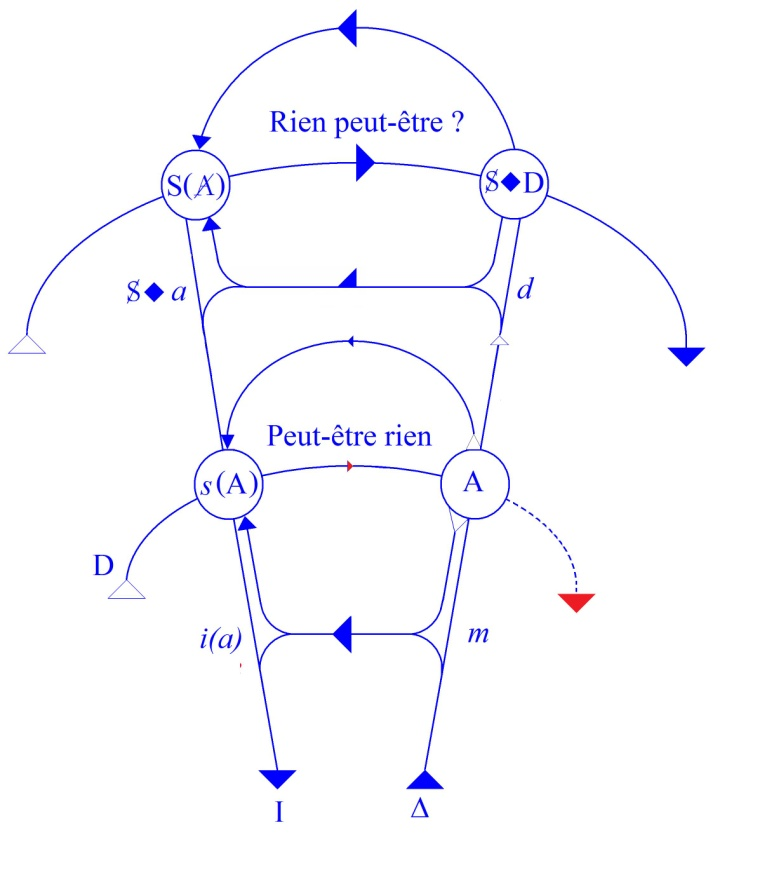 Rien peut-être ?
S(Ⱥ)
$◆D
$◆ a
d
Peut-être rien
s(A)
A
D
i(a)
m
I
Δ